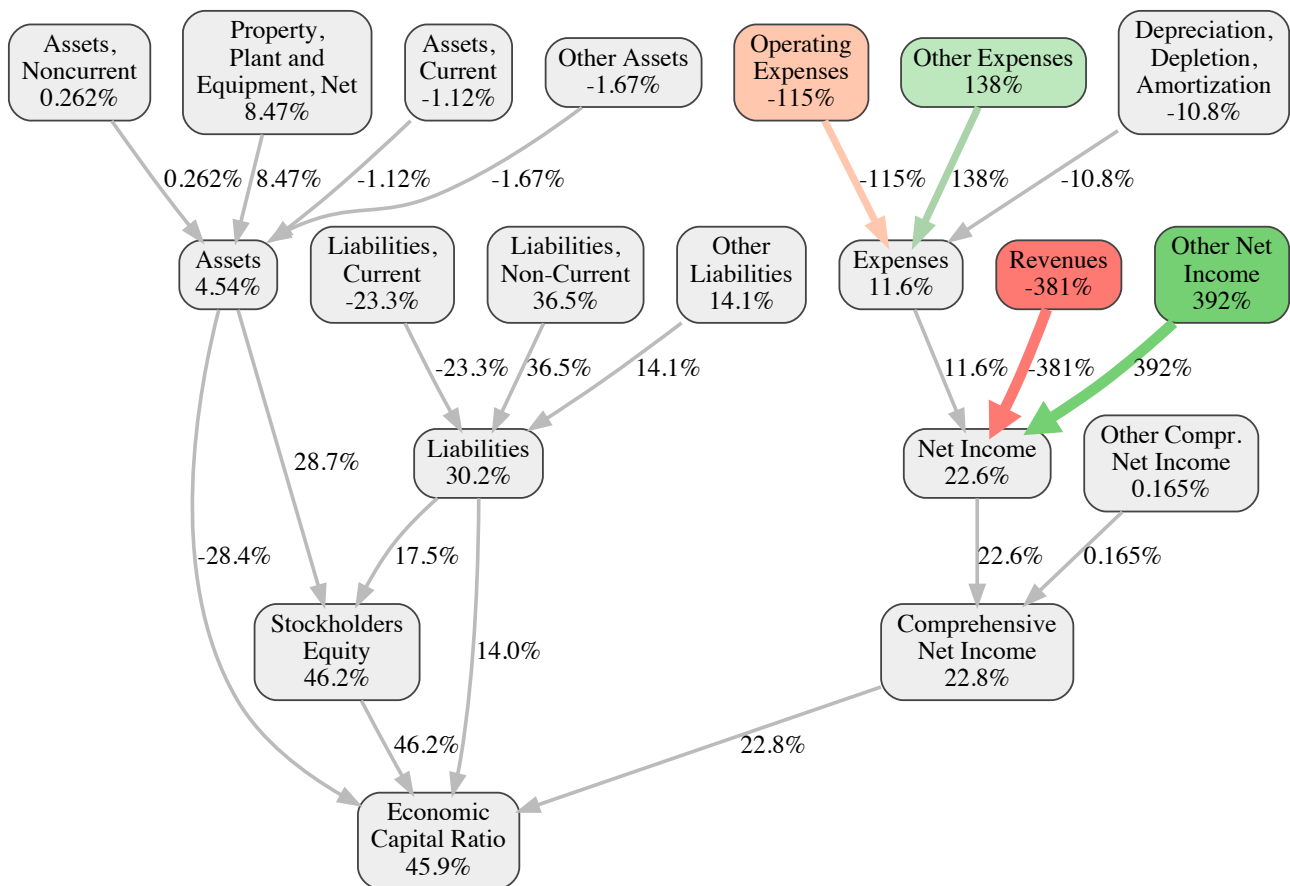 Assets,
Noncurrent
0.262%
Property,
Plant and
Equipment, Net
8.47%
Assets,
Current
-1.12%
Other Assets
-1.67%
Operating
Expenses
-115%
Other Expenses
138%
Depreciation,
Depletion,
Amortization
-10.8%
0.262%
8.47%
-1.12%
-1.67%
-115%
138%
-10.8%
Assets
4.54%
Liabilities,
Current
-23.3%
Liabilities,
Non-Current
36.5%
Other
Liabilities
14.1%
Expenses
11.6%
Revenues
-381%
Other Net
Income
392%
-23.3%
36.5%
14.1%
11.6%
-381%
392%
28.7%
Liabilities
30.2%
Net Income
22.6%
Other Compr.
Net Income
0.165%
-28.4%
17.5%
22.6%
0.165%
Stockholders
Equity
46.2%
14.0%
Comprehensive
Net Income
22.8%
46.2%
22.8%
Economic
Capital Ratio
45.9%